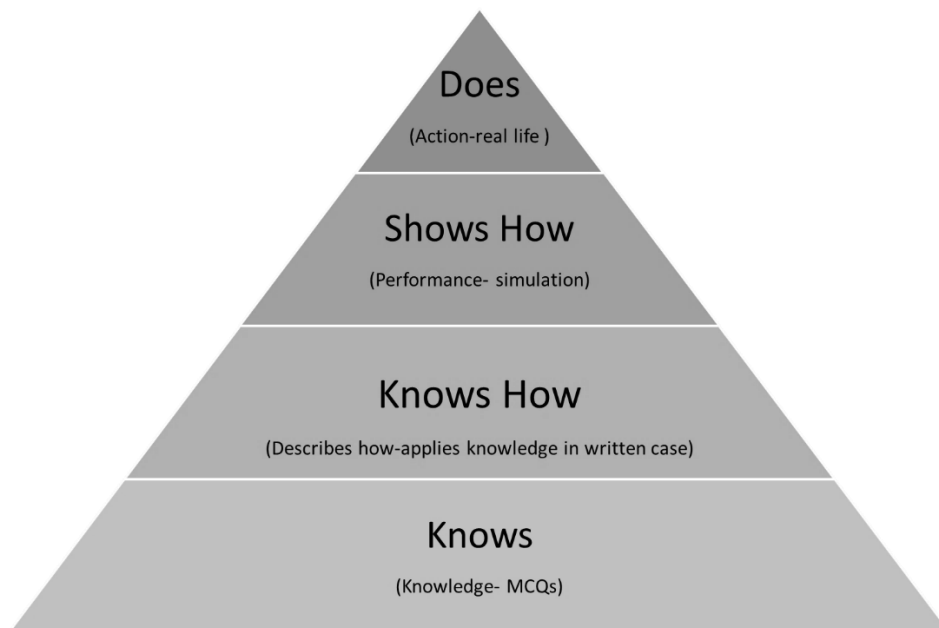 Does
(Action-real life )
Shows How
(Performance- simulation)
Knows How
(Describes how-applies knowledge in written case)
Knows
(Knowledge- MCQs)